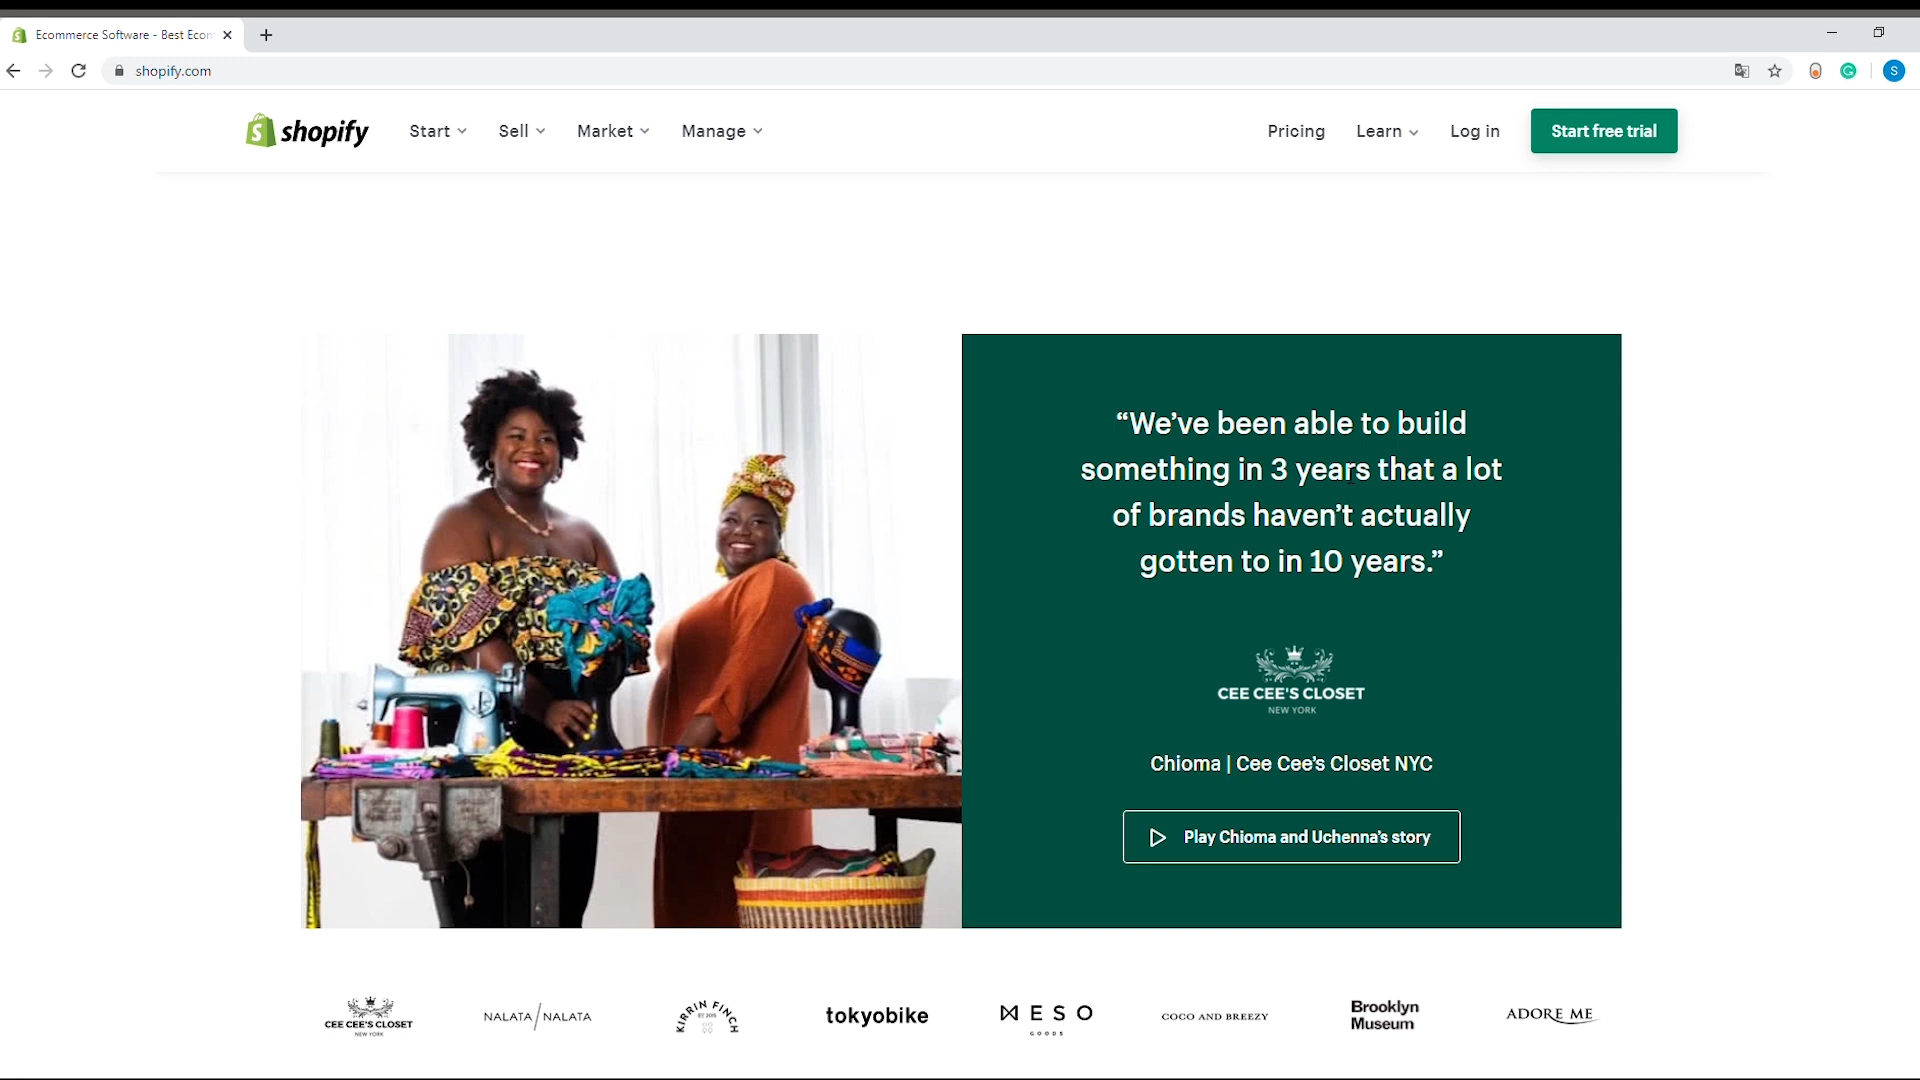 Ecommerce Software - Best Ecom
shopify.com
S
shopify
Start
Sell
Market
Manage
Pricing
Learn
Log in
Start free trial
“We’ve been able to build
something in 3 years that a lot
of brands haven’t actually
gotten to in 10 years.”
CEE CEE'S CLOSET
NEW YORK
Chioma | Cee Cee’s Closet NYC
Play Chioma and Uchenna’s story
CEE CEE'S CLOSET
NEW YORK
NALATA/NALATA
KIRRIN FINCH
tokyobike
MESO
GOODS
COCO AND BREEZY
Brooklyn
Museum
ADORE ME